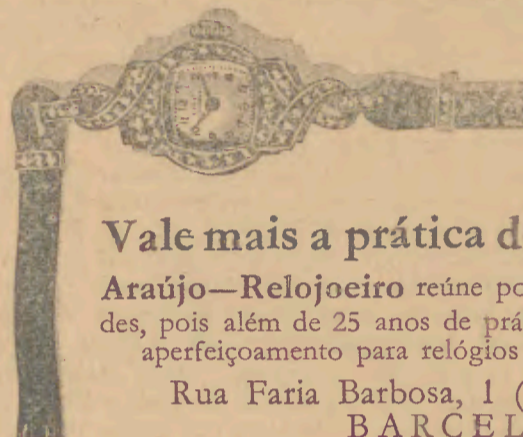 Vale mais a prática d
Araújo—Relojoeiro reúne po
des, pois além de 25 anos de prá
aperfeiçoamento para relógios
Rua Faria Barbosa, 1 (
BARCEL